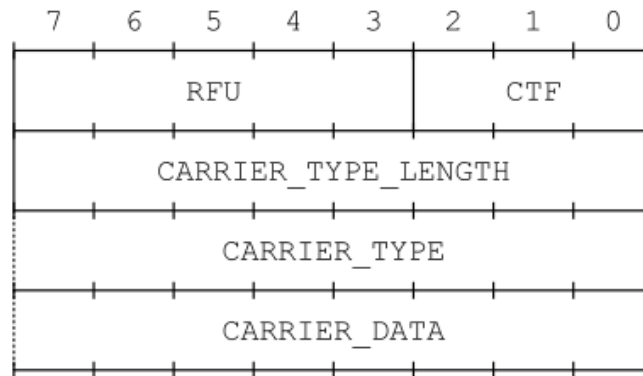 7 6 5 4 3 2 1 0
RFU CTF
CARRIER_TYPE_LENGTH
CARRIER_TYPE
CARRIER_DATA